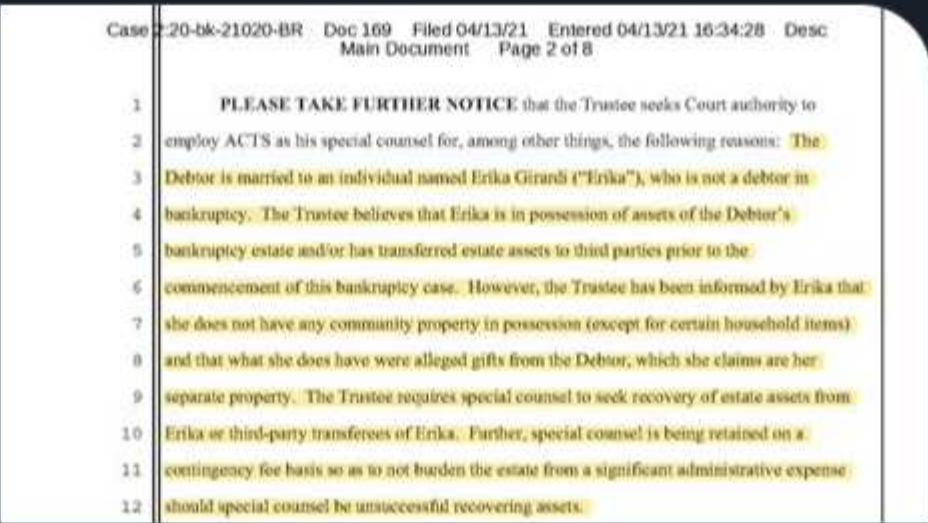 Case 2:20-bk-21020-BR Doc 169 Filed 04/13/21 Entered 04/13/21 16:34:28 Desc
Main Document Page 2 of 8
1 PLEASE TAKE FURTHER NOTICE that the Trustee seeks Court authority to
2 employ ACTS as his special counsel for, among other things, the following reasons: The
3 Debtor is married to an individual named Erika Girardi ("Erika"), who is not a debtor in
4 bankruptcy. The Trustee believes that Erika is in possession of assets of the Debtor's
5 bankruptcy estate and/or has transferred estate assets to third parties prior to the
6 commencement of this bankruptcy case. However, the Trustee has been informed by Erika that
7 she does not have any community property in possession (except for certain household items)
8 and that what she does have were alleged gifts from the Debtor, which she claims are her
9 separate property. The Trustee requires special counsel to seek recovery of estate assets from
10 Erika or third-party transferees of Erika. Further, special counsel is being retained on a
11 contingency fee basis so as to not burden the estate from a significant administrative expense
12 should special counsel be unsuccessful recovering assets.